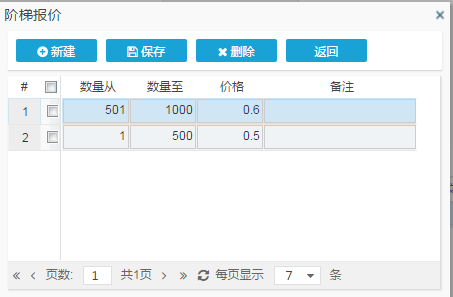 阶梯报价
新建 保存 删除 返回
# 数量从 数量至 价格 备注
1 501 1000 0.6
2 1 500 0.5
页数: 1 共1页 每页显示 7 条